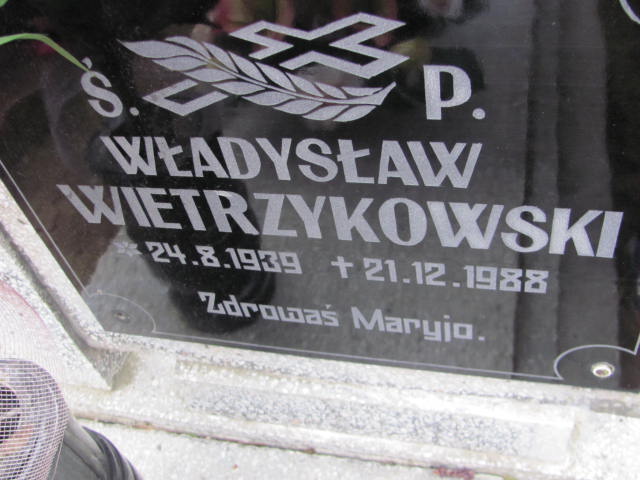 Ś. P.
WŁADYSŁAW
WIETRZYKOWSKI
* 24.8.1939 † 21.12.1988
Zdrowaś Maryjo.